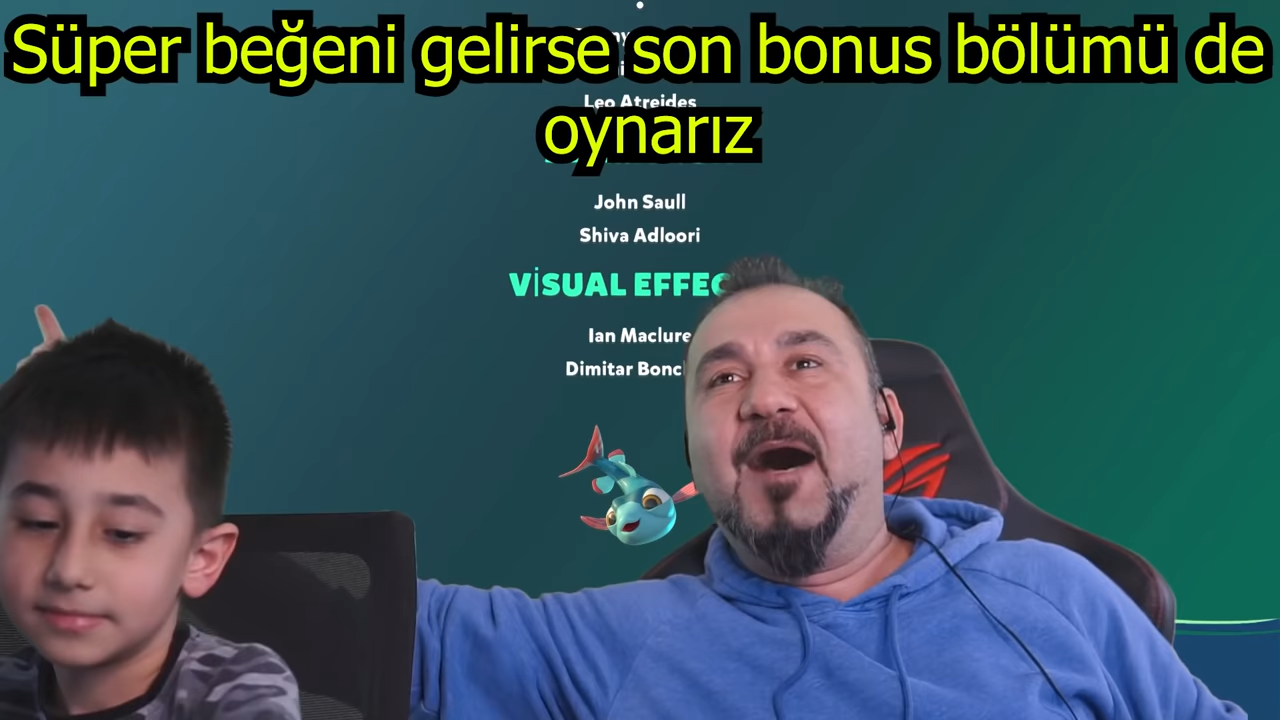 Süper beğeni gelirse son bonus bölümü de
oynarız
Leo Atreides
John Saull
Shiva Adloori
VİSUAL EFFEC
Ian Maclure
Dimitar Bonc